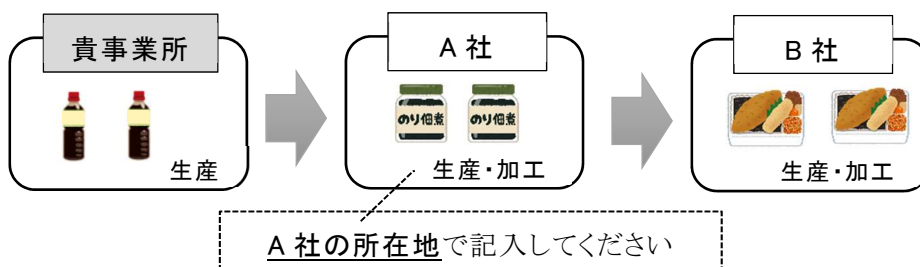 貴事業所
A 社
B 社
のり佃煮
のり佃煮
生産
生産・加工
生産・加工
A 社の所在地で記入してください